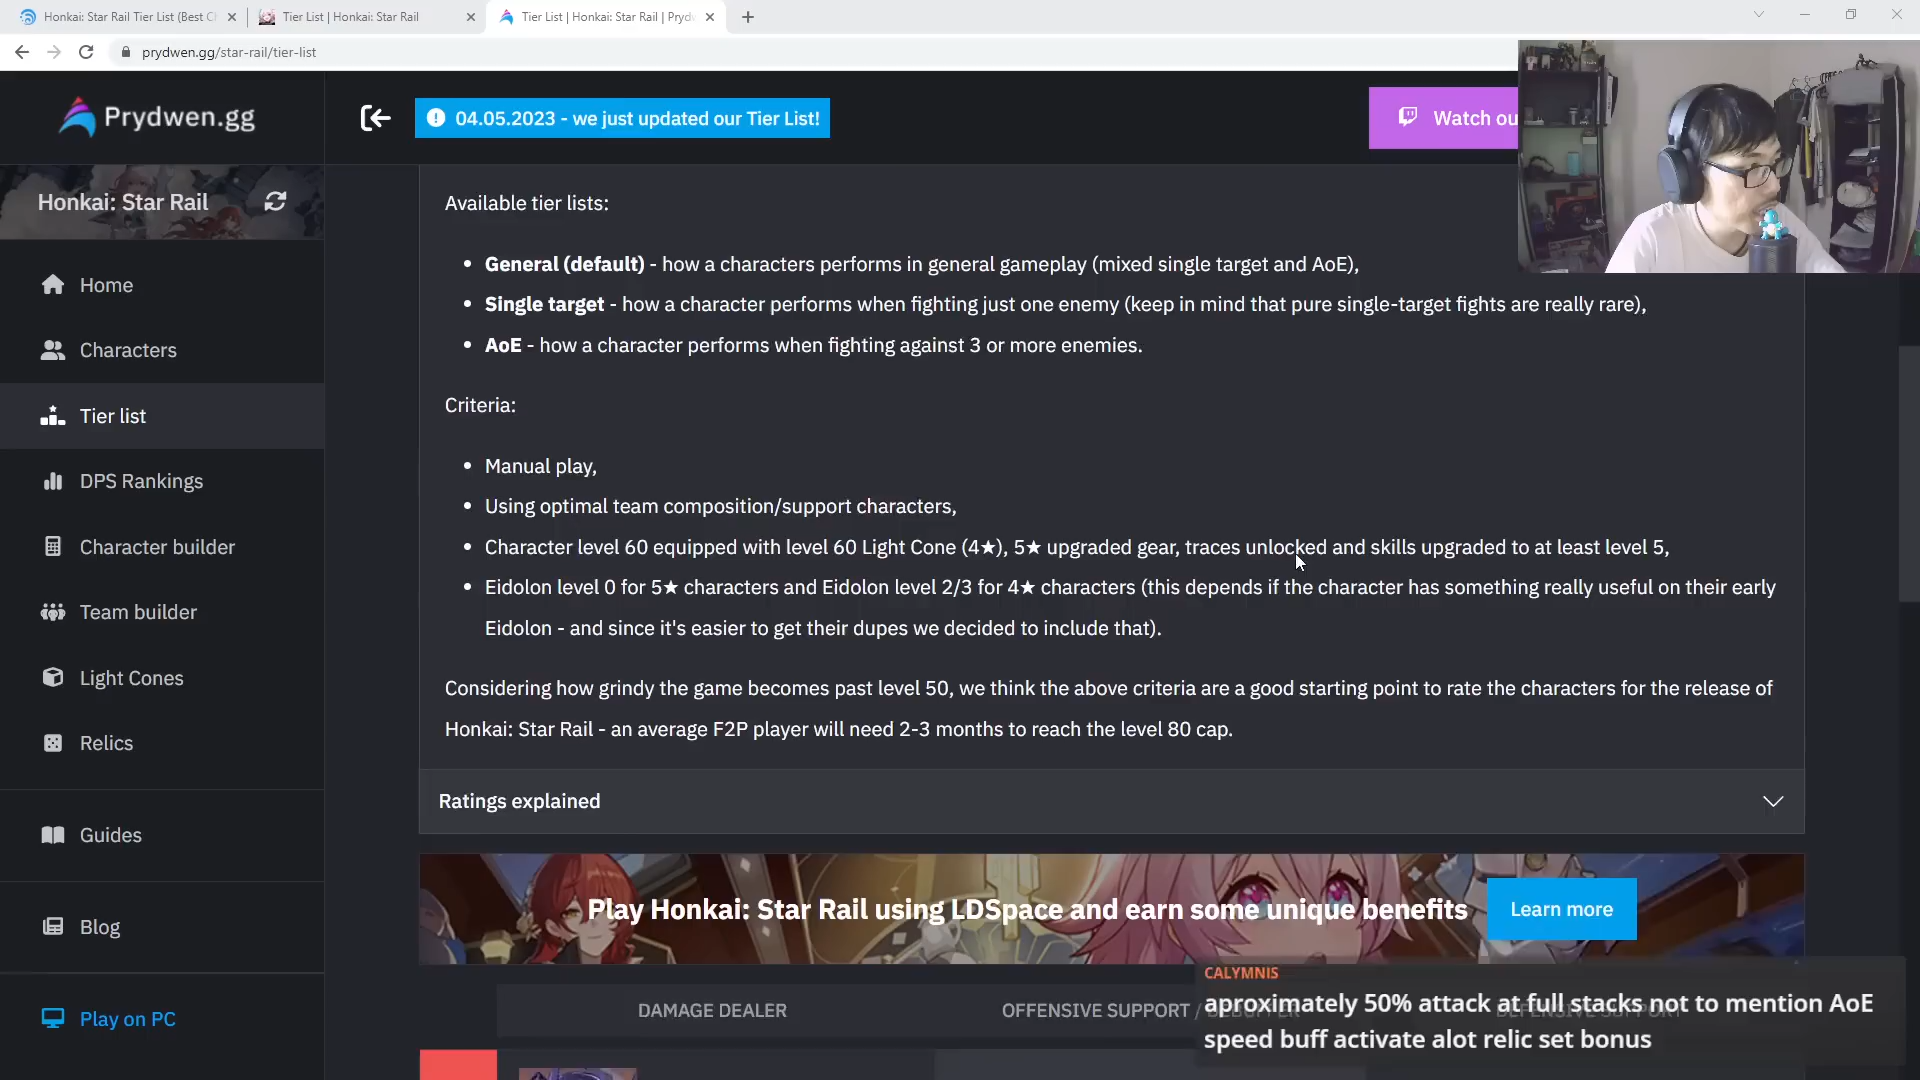 Honkai: Star Rail Tier List (Best C
Tier List | Honkai: Star Rail
Tier List | Honkai: Star Rail | Pryd
prydwen.gg/star-rail/tier-list
Prydwen.gg
04.05.2023 - we just updated our Tier List!
Watch ou
Honkai: Star Rail
Home
Characters
Tier list
DPS Rankings
Character builder
Team builder
Light Cones
Relics
Guides
Blog
Play on PC
Available tier lists:
• General (default) - how a characters performs in general gameplay (mixed single target and AoE),
• Single target - how a character performs when fighting just one enemy (keep in mind that pure single-target fights are really rare),
• AoE - how a character performs when fighting against 3 or more enemies.
Criteria:
• Manual play,
• Using optimal team composition/support characters,
• Character level 60 equipped with level 60 Light Cone (4★), 5★ upgraded gear, traces unlocked and skills upgraded to at least level 5,
• Eidolon level 0 for 5★ characters and Eidolon level 2/3 for 4★ characters (this depends if the character has something really useful on their early
Eidolon - and since it's easier to get their dupes we decided to include that).
Considering how grindy the game becomes past level 50, we think the above criteria are a good starting point to rate the characters for the release of
Honkai: Star Rail - an average F2P player will need 2-3 months to reach the level 80 cap.
Ratings explained
Play Honkai: Star Rail using LDSpace and earn some unique benefits
Learn more
DAMAGE DEALER
OFFENSIVE SUPPORT /
CALYMNIS
aproximately 50% attack at full stacks not to mention AoE
speed buff activate alot relic set bonus